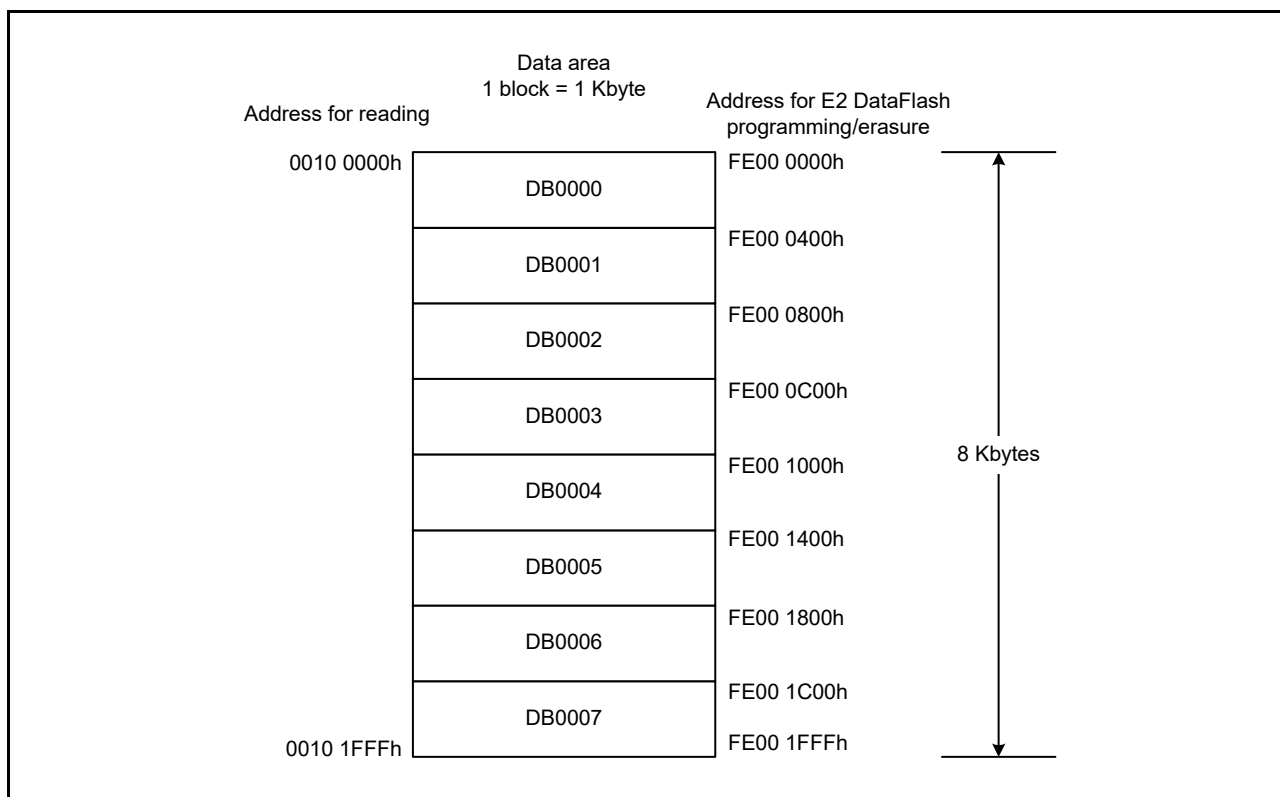 Data area
1 block = 1 Kbyte
Address for reading
Address for E2 DataFlash
programming/erasure
0010 0000h
FE00 0000h
DB0000
FE00 0400h
DB0001
FE00 0800h
DB0002
FE00 0C00h
DB0003
FE00 1000h
8 Kbytes
DB0004
FE00 1400h
DB0005
FE00 1800h
DB0006
FE00 1C00h
DB0007
0010 1FFFh
FE00 1FFFh